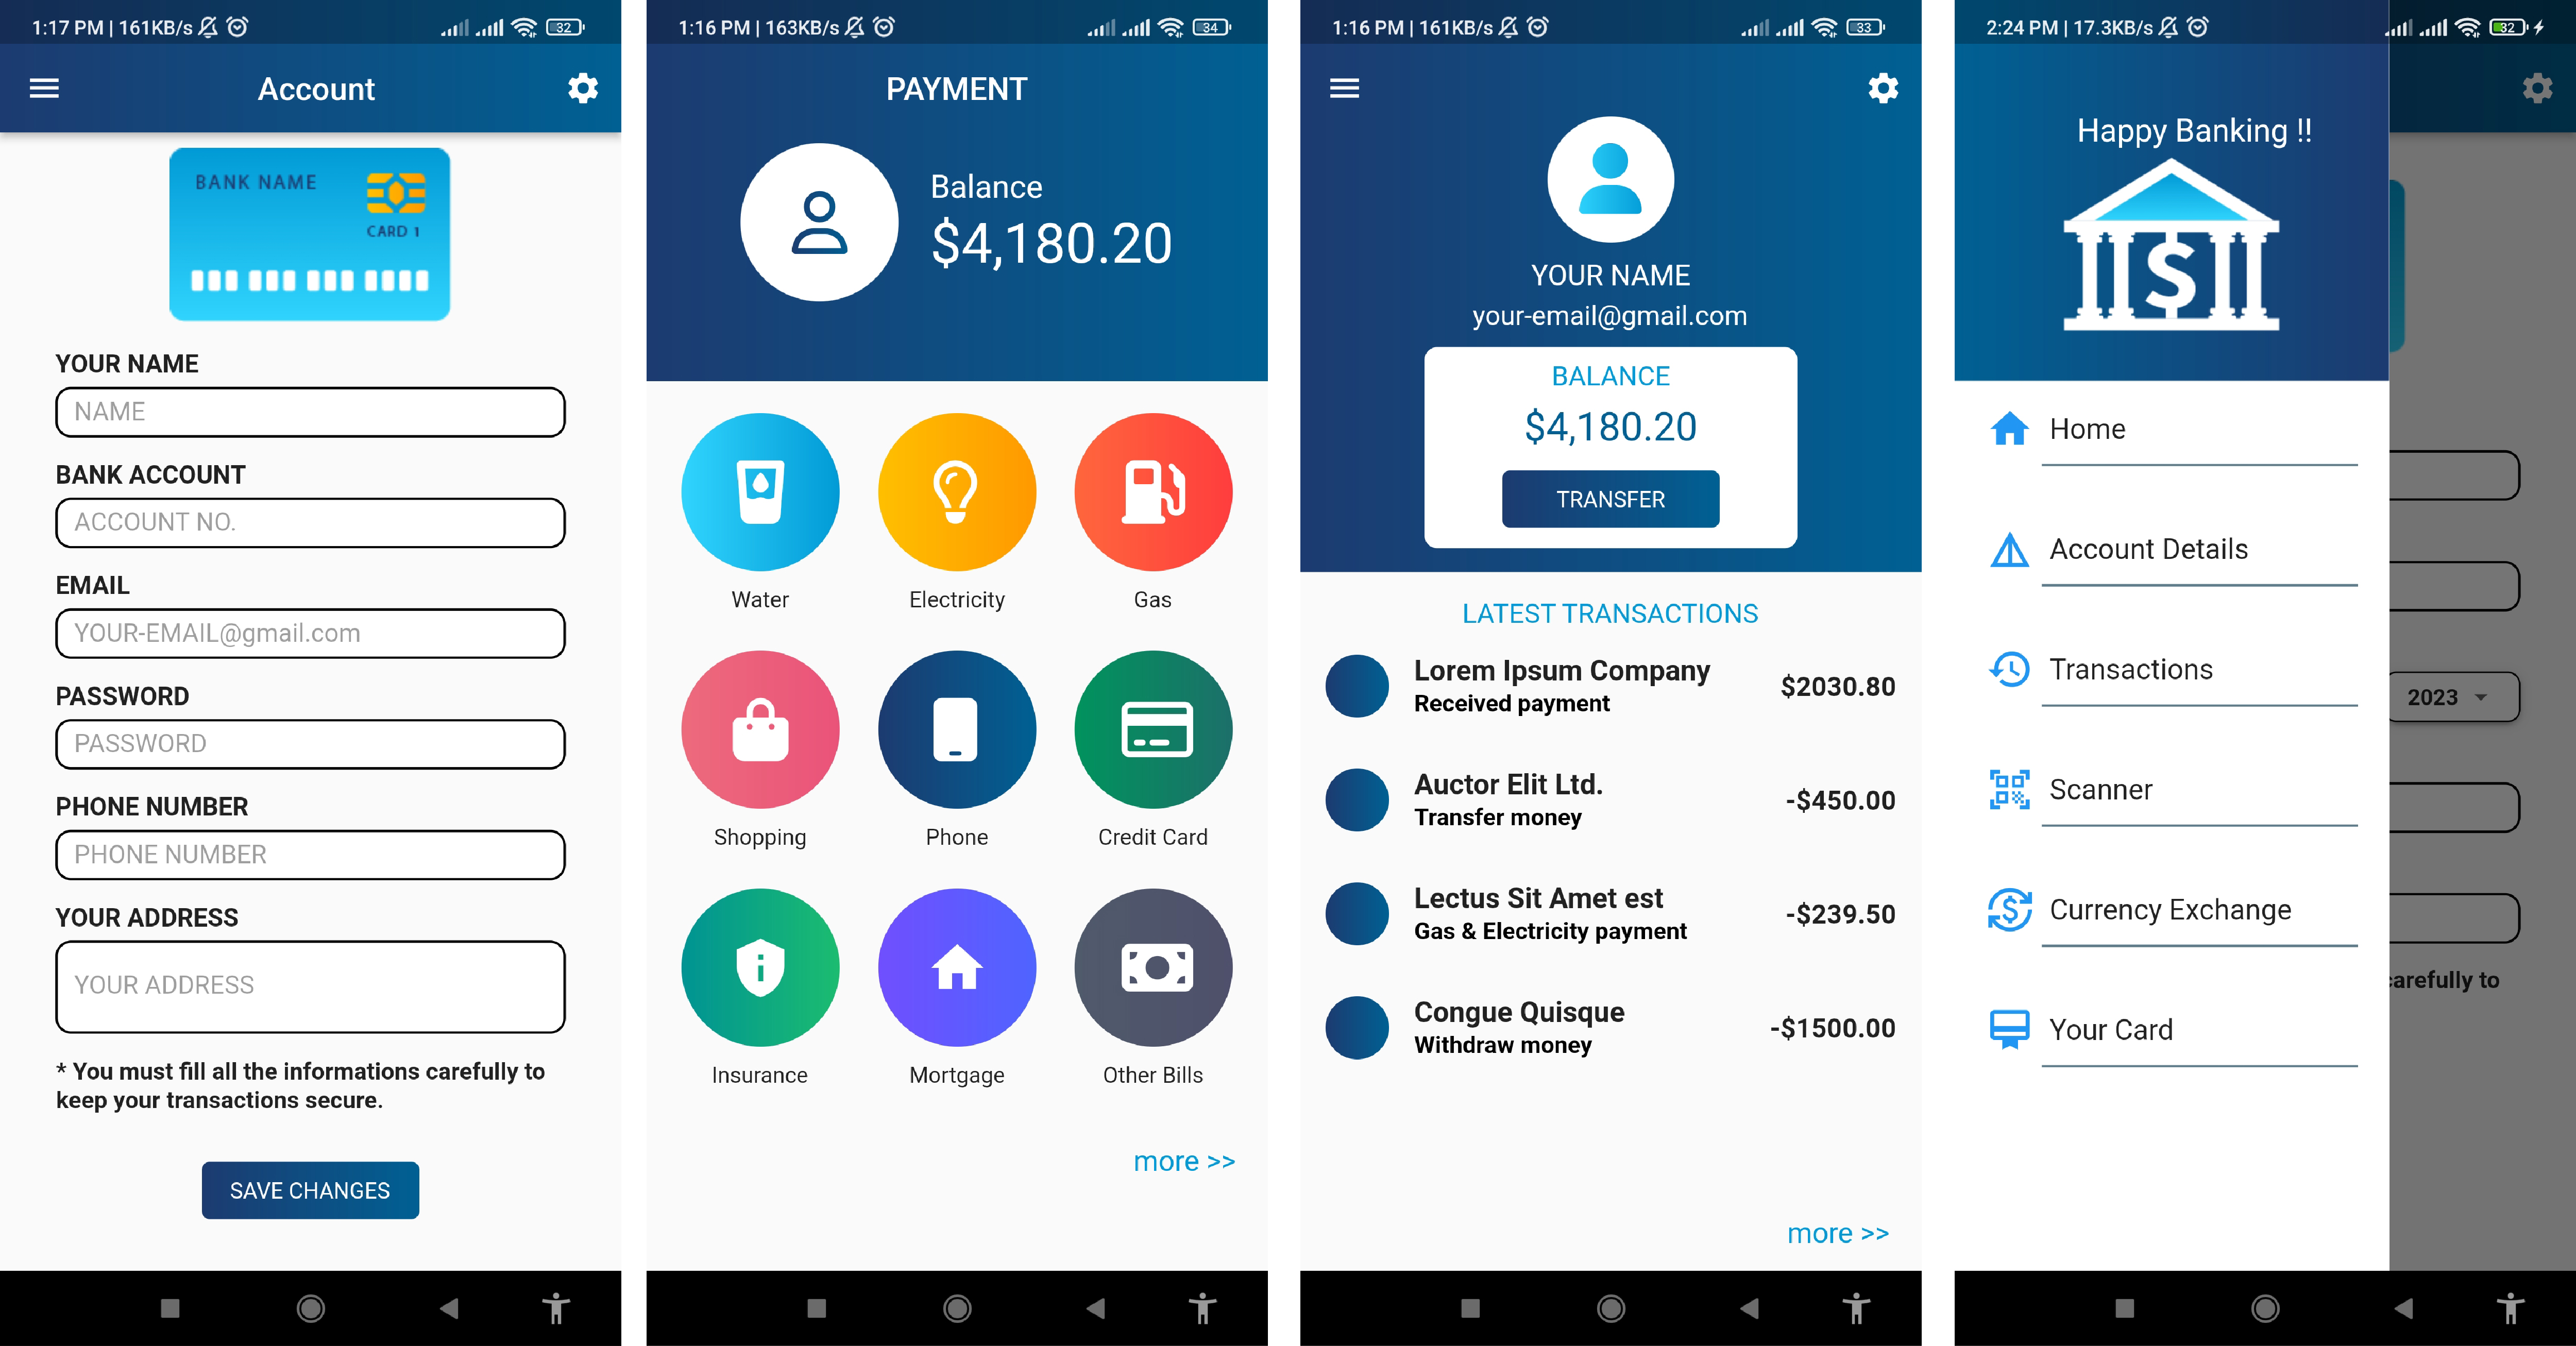 1:17 PM | 161KB/s
32
Account
BANK NAME
CARD 1
YOUR NAME
NAME
BANK ACCOUNT
ACCOUNT NO.
EMAIL
YOUR-EMAIL@gmail.com
PASSWORD
PASSWORD
PHONE NUMBER
PHONE NUMBER
YOUR ADDRESS
YOUR ADDRESS
* You must fill all the informations carefully to
keep your transactions secure.
SAVE CHANGES
1:16 PM | 163KB/s
34
PAYMENT
Balance
$4,180.20
Water
Electricity
Gas
Shopping
Phone
Credit Card
Insurance
Mortgage
Other Bills
more >>
1:16 PM | 161KB/s
33
YOUR NAME
your-email@gmail.com
BALANCE
$4,180.20
TRANSFER
LATEST TRANSACTIONS
Lorem Ipsum Company
Received payment
$2030.80
Auctor Elit Ltd.
Transfer money
-$450.00
Lectus Sit Amet est
Gas & Electricity payment
-$239.50
Congue Quisque
Withdraw money
-$1500.00
more >>
2:24 PM | 17.3KB/s
32
Happy Banking !!
$
Home
Account Details
Transactions
Scanner
Currency Exchange
Your Card
2023
carefully to